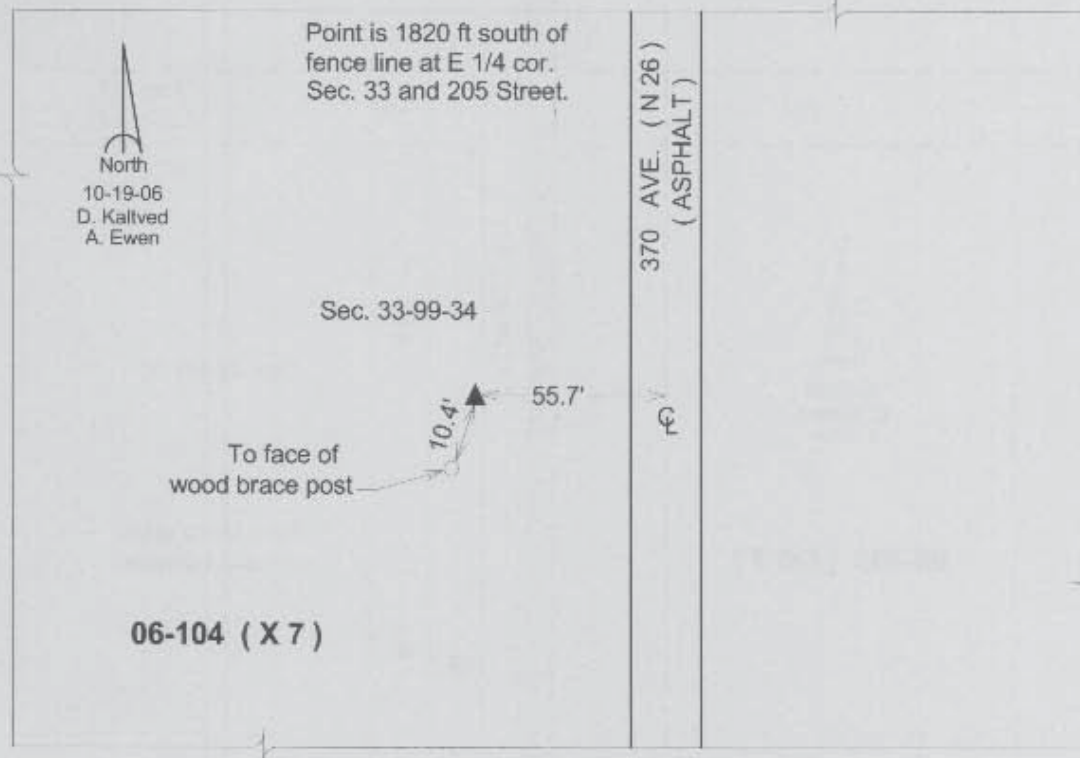 Point is 1820 ft south of
fence line at E 1/4 cor.
Sec. 33 and 205 Street.
370 AVE. ( N 26 )
( ASPHALT )
North
10-19-06
D. Kaltved
A. Ewen
Sec. 33-99-34
55.7'
℄
10.4'
To face of
wood brace post
06-104 ( X 7 )